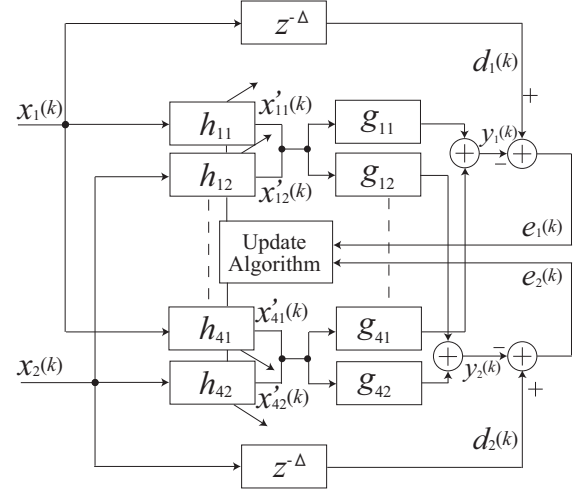 z⁻Δ
d₁(k)
+
x₁(k)
h₁₁
x'₁₁(k)
g₁₁
y₁(k)
+
−
+
h₁₂
x'₁₂(k)
g₁₂
Update
Algorithm
e₁(k)
e₂(k)
h₄₁
x'₄₁(k)
g₄₁
x₂(k)
h₄₂
x'₄₂(k)
g₄₂
+
y₂(k)
−
+
+
d₂(k)
z⁻Δ